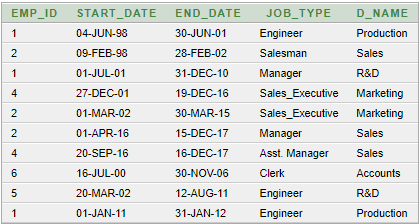 EMP_ID START_DATE END_DATE JOB_TYPE D_NAME
1 04-JUN-98 30-JUN-01 Engineer Production
2 09-FEB-98 28-FEB-02 Salesman Sales
1 01-JUL-01 31-DEC-10 Manager R&D
4 27-DEC-01 19-DEC-16 Sales_Executive Marketing
2 01-MAR-02 30-MAR-15 Sales_Executive Marketing
2 01-APR-16 15-DEC-17 Manager Sales
4 20-SEP-16 16-DEC-17 Asst. Manager Sales
6 16-JUL-00 30-NOV-06 Clerk Accounts
5 20-MAR-02 12-AUG-11 Engineer R&D
1 01-JAN-11 31-JAN-12 Engineer Production